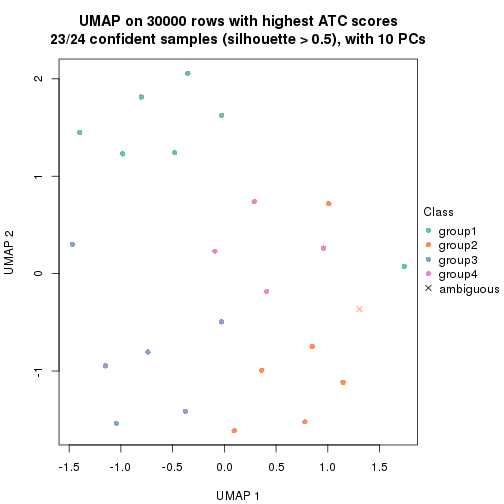 UMAP on 30000 rows with highest ATC scores
23/24 confident samples (silhouette > 0.5), with 10 PCs
2
1
0
-1
UMAP 2
-1.5 -1.0 -0.5 0.0 0.5 1.0 1.5
UMAP 1
Class
group1
group2
group3
group4
ambiguous